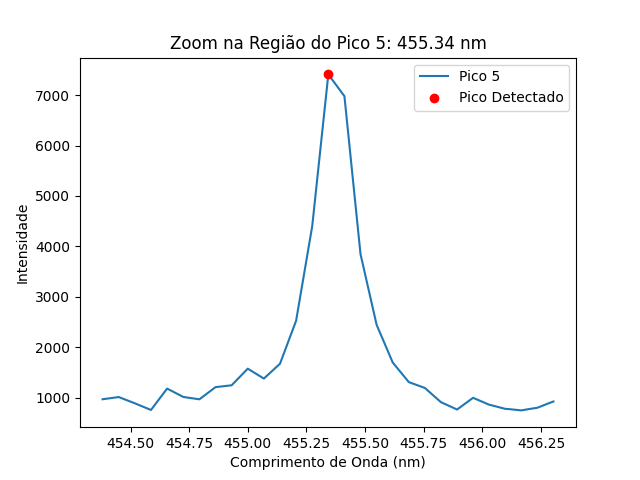 Zoom na Região do Pico 5: 455.34 nm
Pico 5
Pico Detectado
7000
6000
5000
4000
3000
2000
1000
Intensidade
454.50 454.75 455.00 455.25 455.50 455.75 456.00 456.25
Comprimento de Onda (nm)